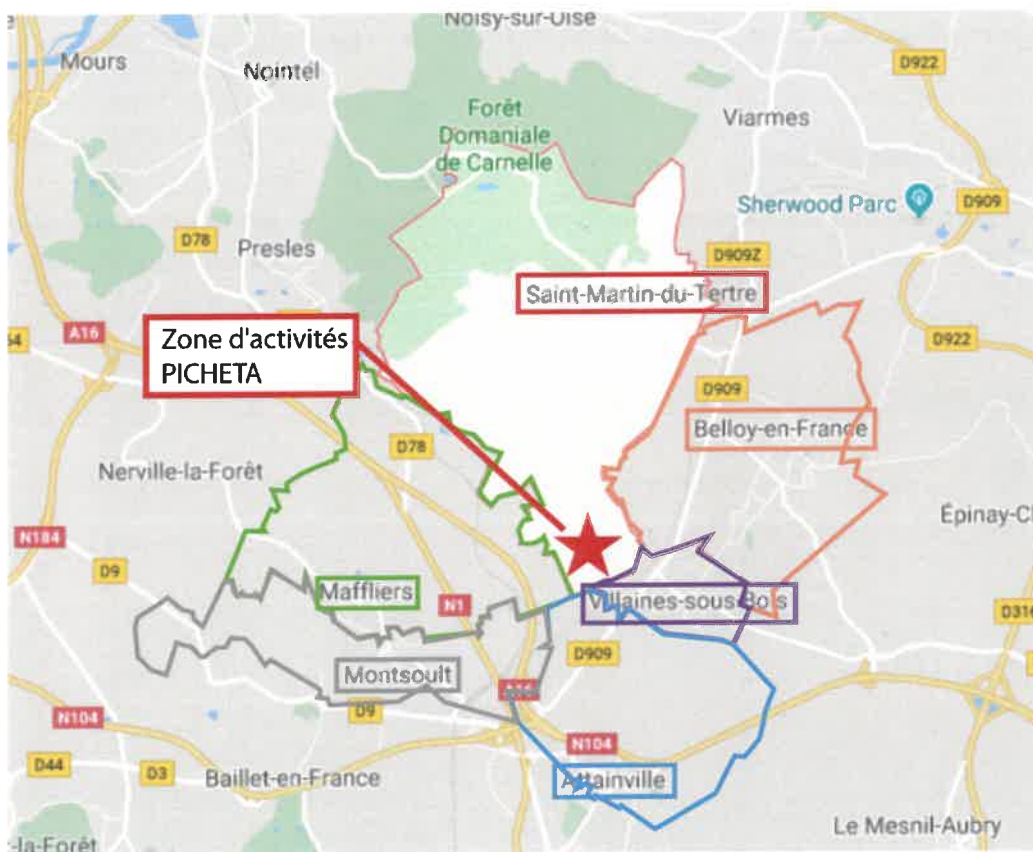 Noisy-sur-Oise
Mours
Nointel
D922
Forêt
Domaniale
de Carnelle
Viarmes
Sherwood Parc
D909
D78
Presles
D909Z
Saint-Martin-du-Tertre
A16
Zone d'activités
PICHETA
D922
D909
Belloy-en-France
D78
Nerville-la-Forêt
N184
D9
Maffliers
N1
Villaines-sous-Bois
D316
D909
Montsoult
D9
N104
N104
D44
D3
Baillet-en-France
Attainville
Le Mesnil-Aubry
la-Forêt